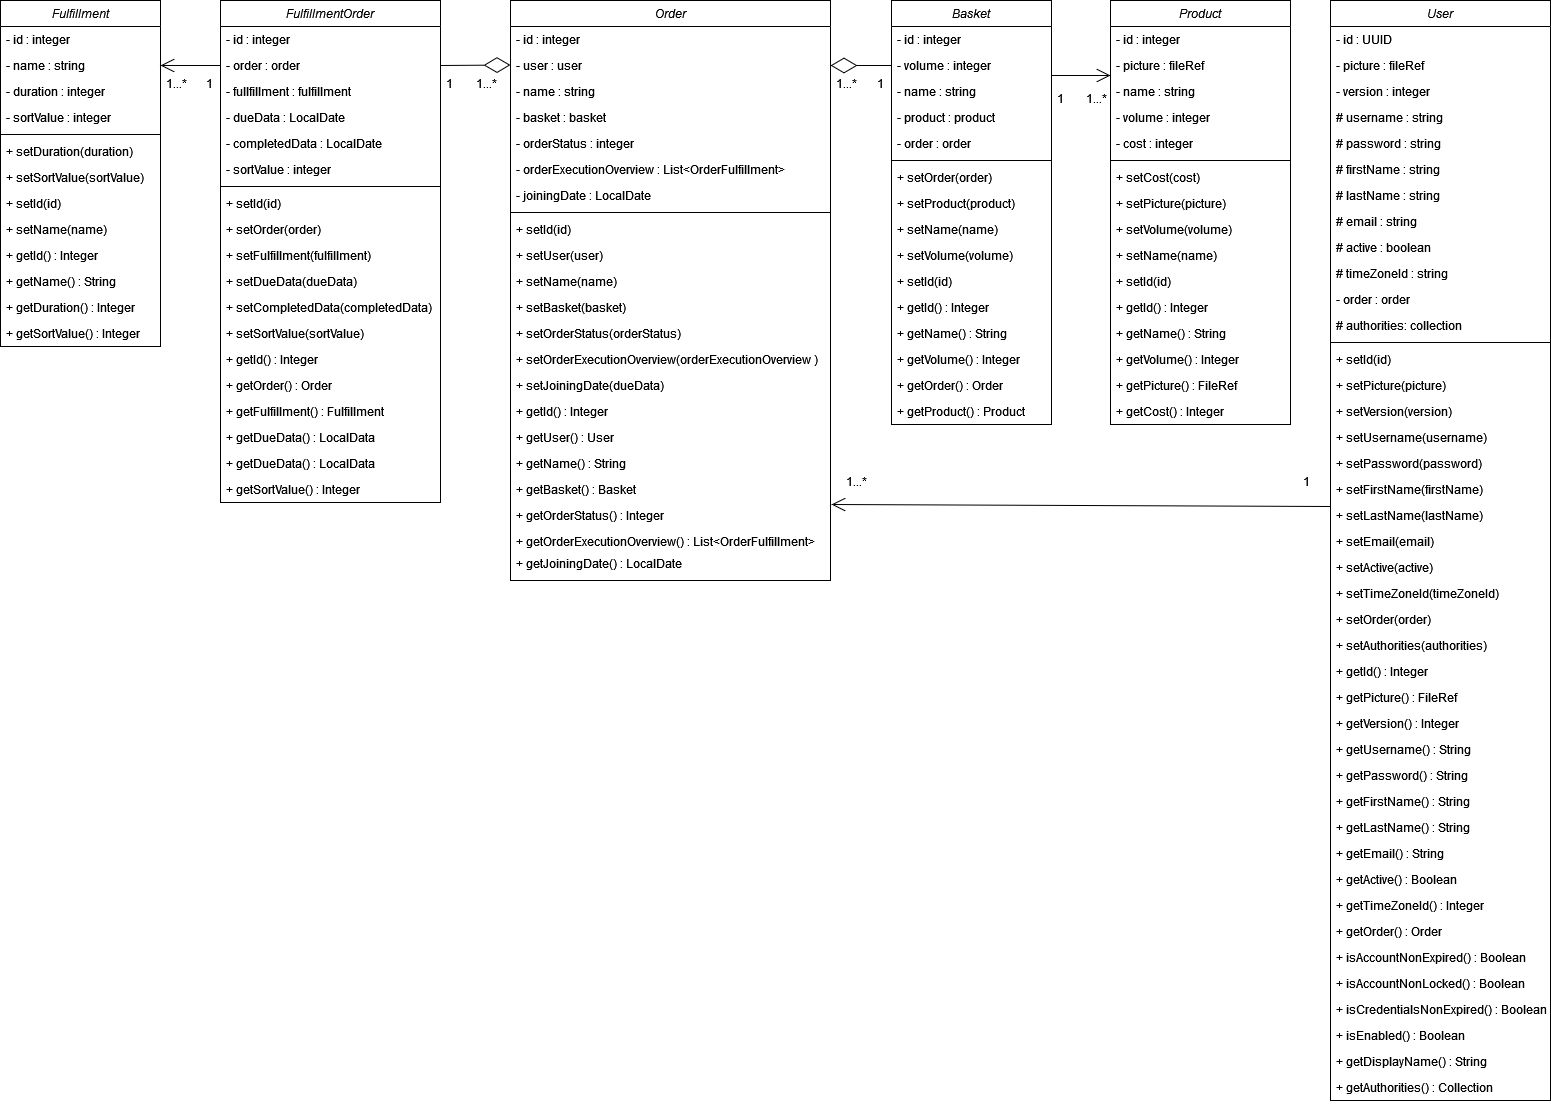 Fulfillment
- id : integer
- name : string
- duration : integer
- sortValue : integer
+ setDuration(duration)
+ setSortValue(sortValue)
+ setId(id)
+ setName(name)
+ getId() : Integer
+ getName() : String
+ getDuration() : Integer
+ getSortValue() : Integer
1...*
1
FulfillmentOrder
- id : integer
- order : order
- fullfillment : fulfillment
- dueData : LocalDate
- completedData : LocalDate
- sortValue : integer
+ setId(id)
+ setOrder(order)
+ setFulfillment(fulfillment)
+ setDueData(dueData)
+ setCompletedData(completedData)
+ setSortValue(sortValue)
+ getId() : Integer
+ getOrder() : Order
+ getFulfillment() : Fulfillment
+ getDueData() : LocalData
+ getDueData() : LocalData
+ getSortValue() : Integer
1
1...*
Order
- id : integer
- user : user
- name : string
- basket : basket
- orderStatus : integer
- orderExecutionOverview : List<OrderFulfillment>
- joiningDate : LocalDate
+ setId(id)
+ setUser(user)
+ setName(name)
+ setBasket(basket)
+ setOrderStatus(orderStatus)
+ setOrderExecutionOverview(orderExecutionOverview )
+ setJoiningDate(dueData)
+ getId() : Integer
+ getUser() : User
+ getName() : String
+ getBasket() : Basket
+ getOrderStatus() : Integer
+ getOrderExecutionOverview() : List<OrderFulfillment>
+ getJoiningDate() : LocalDate
1...*
1
Basket
- id : integer
- volume : integer
- name : string
- product : product
- order : order
+ setOrder(order)
+ setProduct(product)
+ setName(name)
+ setVolume(volume)
+ setId(id)
+ getId() : Integer
+ getName() : String
+ getVolume() : Integer
+ getOrder() : Order
+ getProduct() : Product
1
1...*
Product
- id : integer
- picture : fileRef
- name : string
- volume : integer
- cost : integer
+ setCost(cost)
+ setPicture(picture)
+ setVolume(volume)
+ setName(name)
+ setId(id)
+ getId() : Integer
+ getName() : String
+ getVolume() : Integer
+ getPicture() : FileRef
+ getCost() : Integer
1...*
1
User
- id : UUID
- picture : fileRef
- version : integer
# username : string
# password : string
# firstName : string
# lastName : string
# email : string
# active : boolean
# timeZoneId : string
- order : order
# authorities: collection
+ setId(id)
+ setPicture(picture)
+ setVersion(version)
+ setUsername(username)
+ setPassword(password)
+ setFirstName(firstName)
+ setLastName(lastName)
+ setEmail(email)
+ setActive(active)
+ setTimeZoneId(timeZoneId)
+ setOrder(order)
+ setAuthorities(authorities)
+ getId() : Integer
+ getPicture() : FileRef
+ getVersion() : Integer
+ getUsername() : String
+ getPassword() : String
+ getFirstName() : String
+ getLastName() : String
+ getEmail() : String
+ getActive() : Boolean
+ getTimeZoneId() : Integer
+ getOrder() : Order
+ isAccountNonExpired() : Boolean
+ isAccountNonLocked() : Boolean
+ isCredentialsNonExpired() : Boolean
+ isEnabled() : Boolean
+ getDisplayName() : String
+ getAuthorities() : Collection